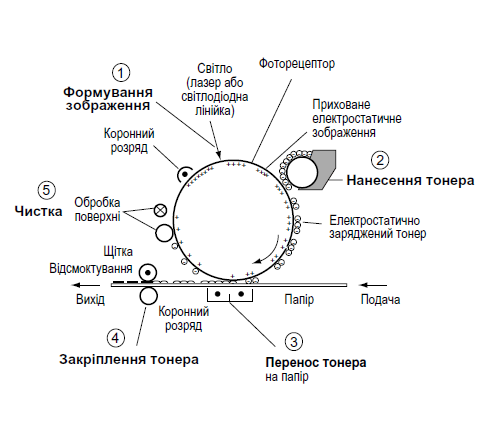 1
Формування
зображення
Світло
(лазер або
світлодіодна
лінійка)
Фоторецептор
Приховане
електростатичне
зображення
Коронний
розряд
2
Нанесення тонера
5
Чистка
Обробка
поверхні
Електростатично
заряджений тонер
Щітка
Відсмоктування
Вихід
Коронний
розряд
Папір
Подача
4
Закріплення тонера
3
Перенос тонера
на папір